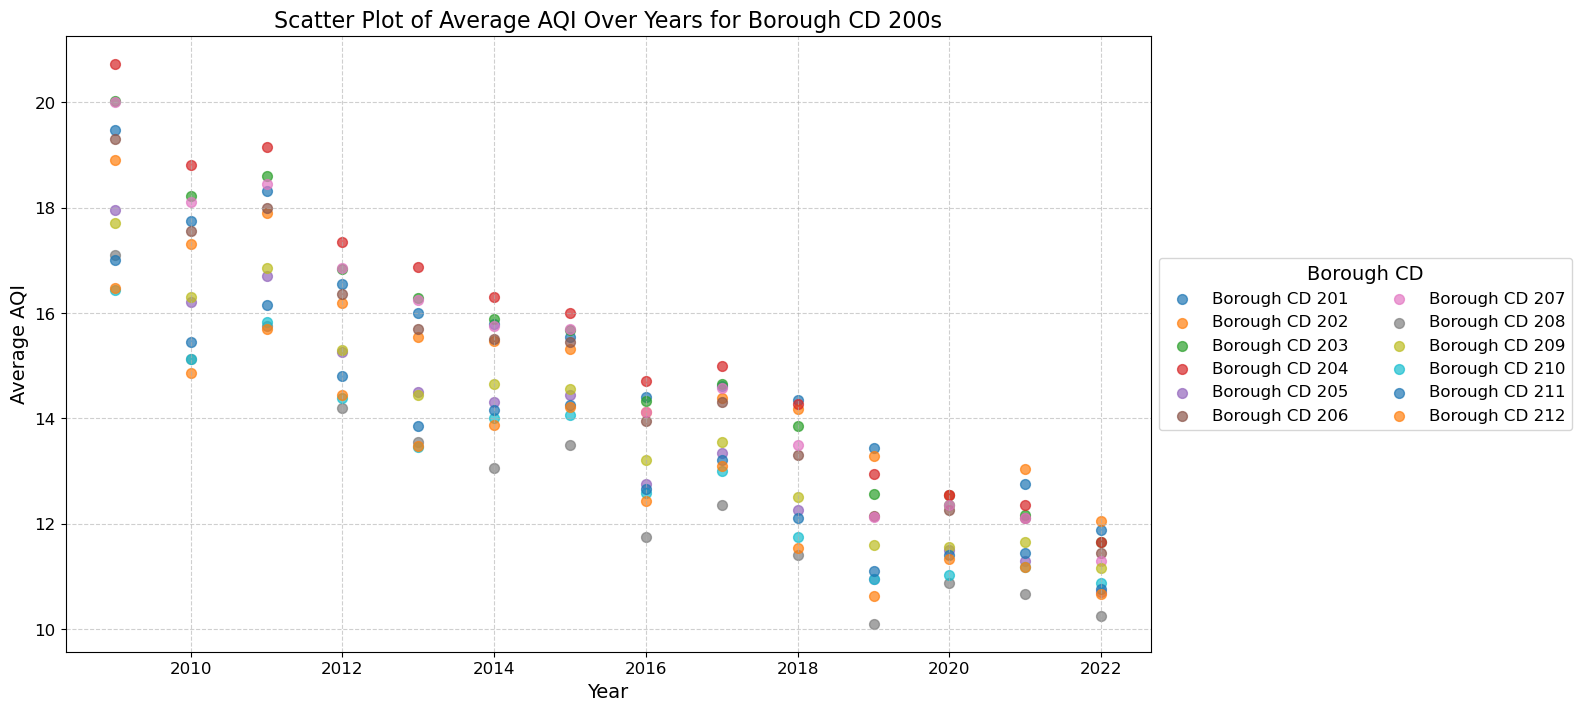 Scatter Plot of Average AQI Over Years for Borough CD 200s
Average AQI
20
18
16
14
12
10
2010 2012 2014 2016 2018 2020 2022
Year
Borough CD
Borough CD 201 Borough CD 207
Borough CD 202 Borough CD 208
Borough CD 203 Borough CD 209
Borough CD 204 Borough CD 210
Borough CD 205 Borough CD 211
Borough CD 206 Borough CD 212